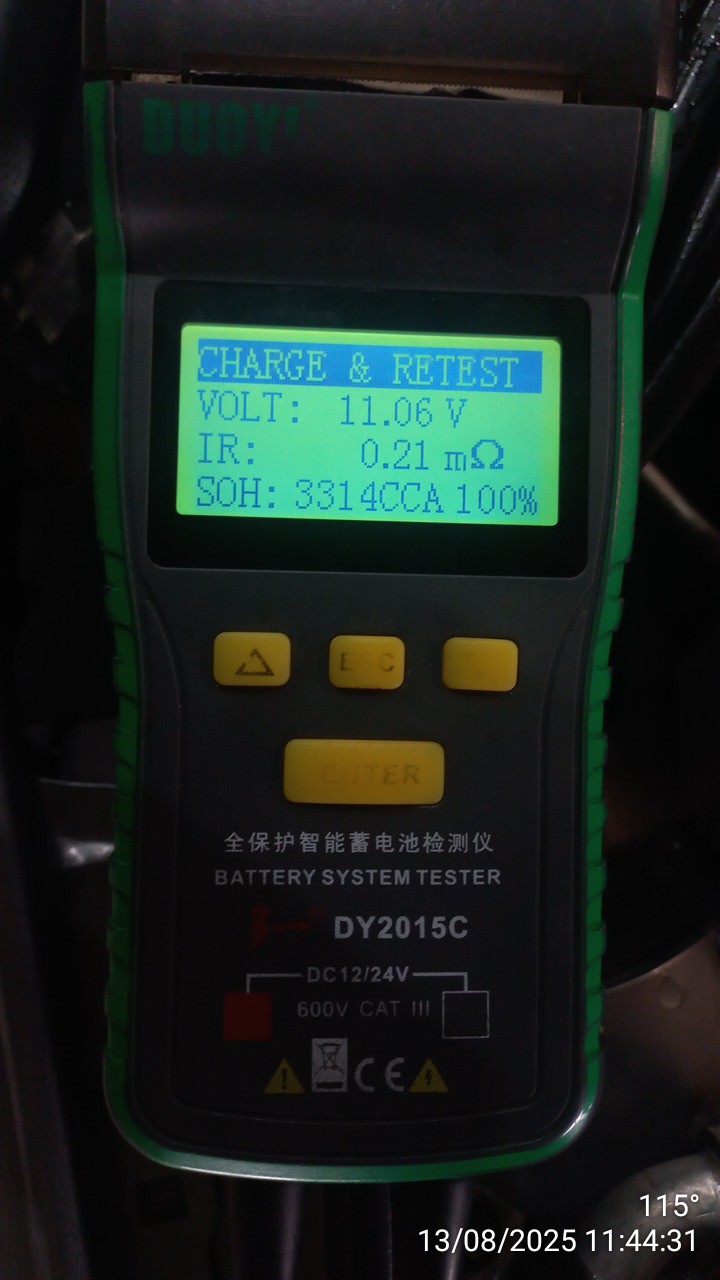 DUOYI
CHARGE & RETEST
VOLT: 11.06 V
IR: 0.21 mΩ
SOH: 3314CCA 100%
ESC
ENTER
全保护智能蓄电池检测仪
BATTERY SYSTEM TESTER
多一 DY2015C
DC12/24V
600V CAT III
CE
115°
13/08/2025 11:44:31